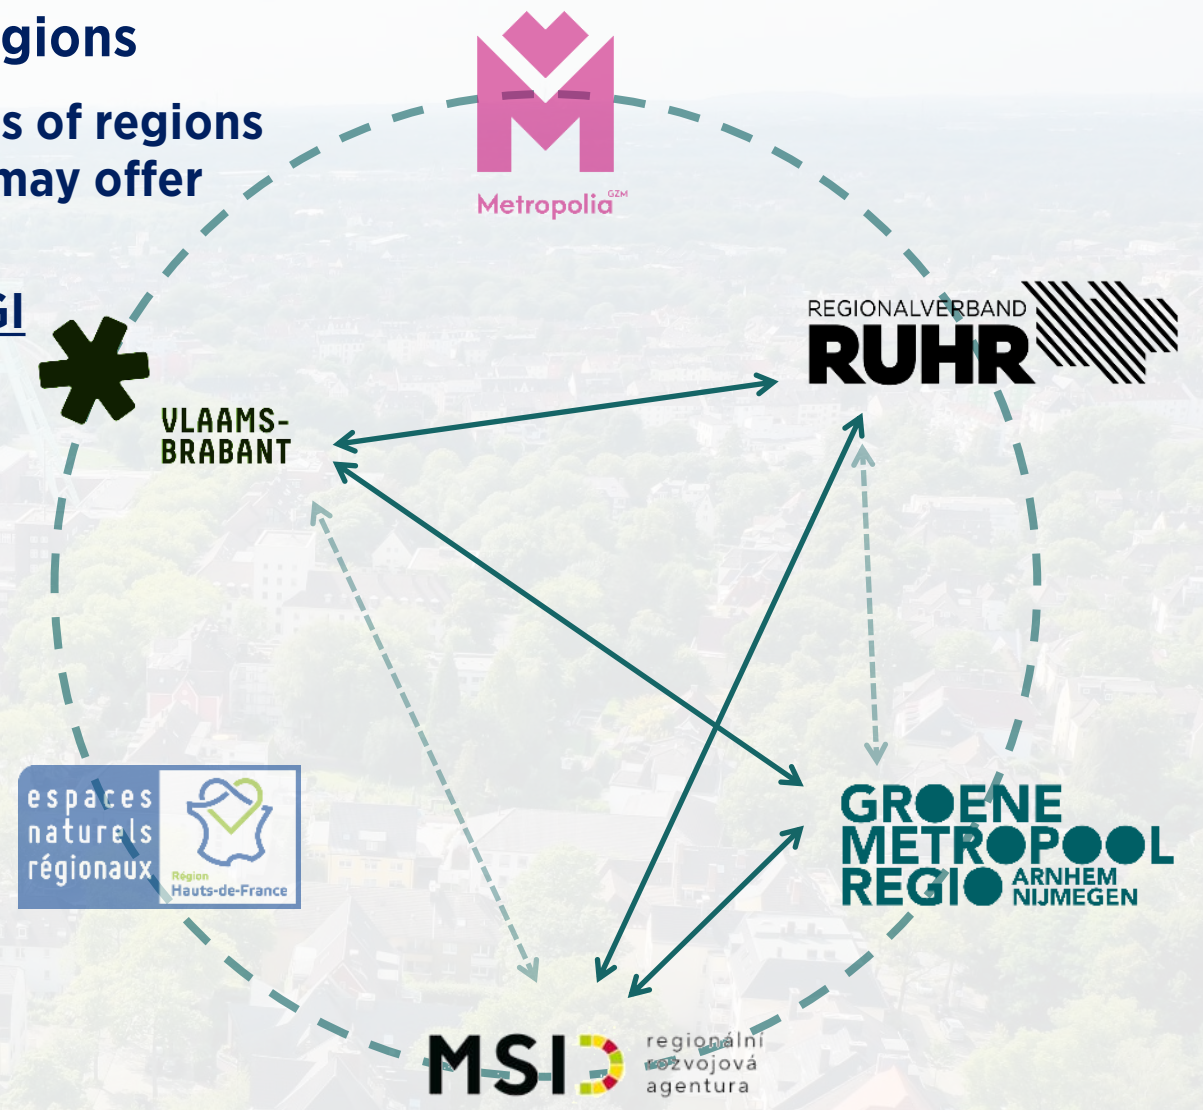 gions
s of regions
may offer
GI
Metropolia GZM
REGIONALVERBAND
RUHR
VLAAMS-
BRABANT
espaces
naturels
régionaux
Région
Hauts-de-France
GROENE
METROPOOL
REGIO ARNHEM
NIJMEGEN
MSID regionální
rozvojová
agentura